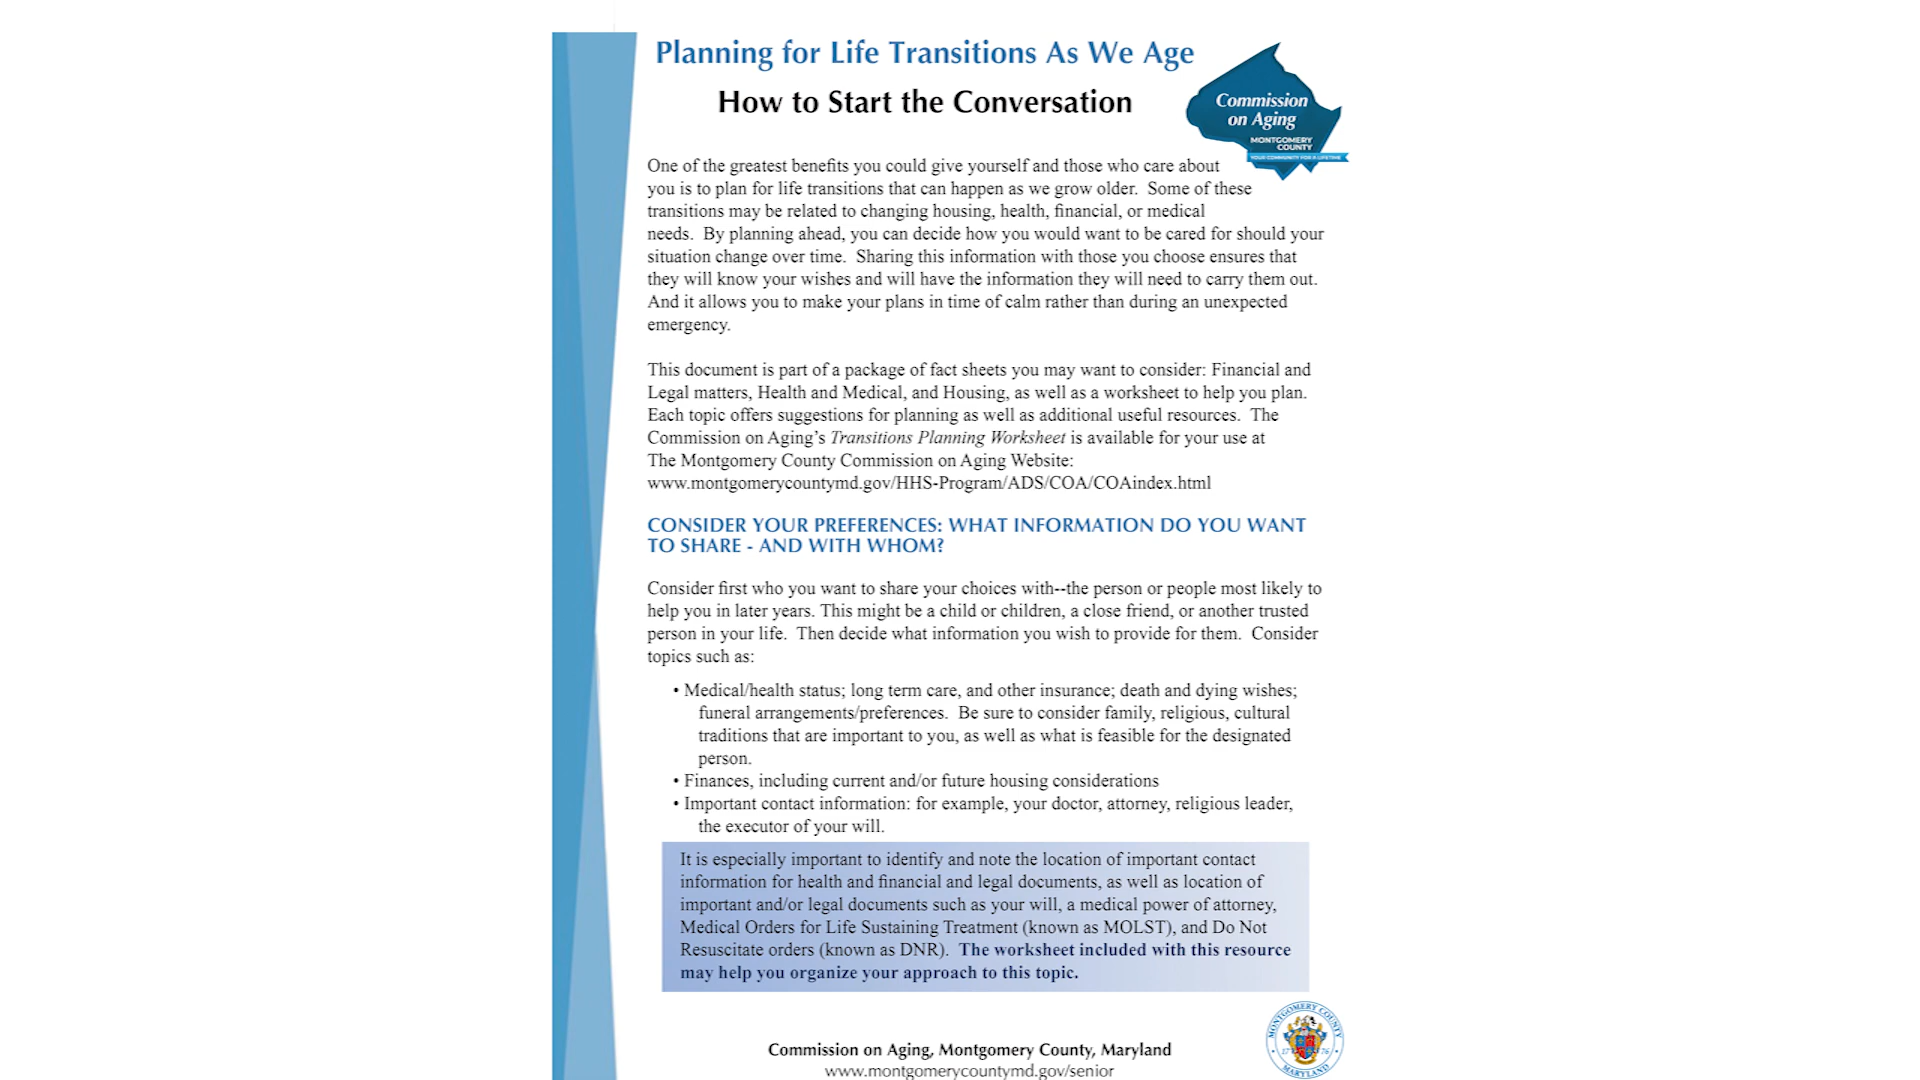 Planning for Life Transitions As We Age
How to Start the Conversation
Commission
on Aging
MONTGOMERY
COUNTY
YOUR COMMUNITY FOR A LIFETIME
One of the greatest benefits you could give yourself and those who care about
you is to plan for life transitions that can happen as we grow older.  Some of these
transitions may be related to changing housing, health, financial, or medical
needs.  By planning ahead, you can decide how you would want to be cared for should your
situation change over time.  Sharing this information with those you choose ensures that
they will know your wishes and will have the information they will need to carry them out.
And it allows you to make your plans in time of calm rather than during an unexpected
emergency.
This document is part of a package of fact sheets you may want to consider: Financial and
Legal matters, Health and Medical, and Housing, as well as a worksheet to help you plan.
Each topic offers suggestions for planning as well as additional useful resources.  The
Commission on Aging’s Transitions Planning Worksheet is available for your use at
The Montgomery County Commission on Aging Website:
www.montgomerycountymd.gov/HHS-Program/ADS/COA/COAindex.html
CONSIDER YOUR PREFERENCES: WHAT INFORMATION DO YOU WANT
TO SHARE - AND WITH WHOM?
Consider first who you want to share your choices with--the person or people most likely to
help you in later years. This might be a child or children, a close friend, or another trusted
person in your life.  Then decide what information you wish to provide for them.  Consider
topics such as:
• Medical/health status; long term care, and other insurance; death and dying wishes;
funeral arrangements/preferences.  Be sure to consider family, religious, cultural
traditions that are important to you, as well as what is feasible for the designated
person.
• Finances, including current and/or future housing considerations
• Important contact information: for example, your doctor, attorney, religious leader,
the executor of your will.
It is especially important to identify and note the location of important contact
information for health and financial and legal documents, as well as location of
important and/or legal documents such as your will, a medical power of attorney,
Medical Orders for Life Sustaining Treatment (known as MOLST), and Do Not
Resuscitate orders (known as DNR).  The worksheet included with this resource
may help you organize your approach to this topic.
Commission on Aging, Montgomery County, Maryland
www.montgomerycountymd.gov/senior
MONTGOMERY COUNTY
17 76
MARYLAND